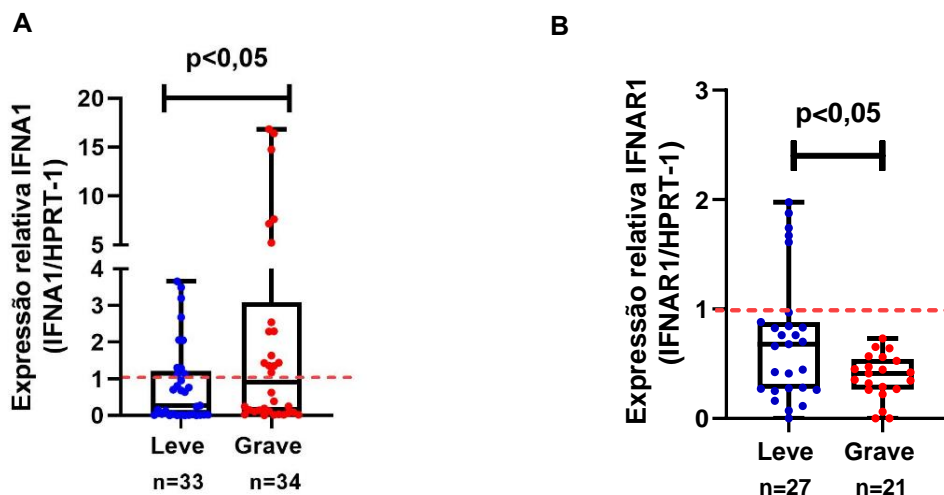 A
p<0,05
Expressão relativa IFNA1
(IFNA1/HPRT-1)
20
15
10
5
4
3
2
1
0
Leve
Grave
n=33
n=34
B
p<0,05
Expressão relativa IFNAR1
(IFNAR1/HPRT-1)
3
2
1
0
Leve
Grave
n=27
n=21